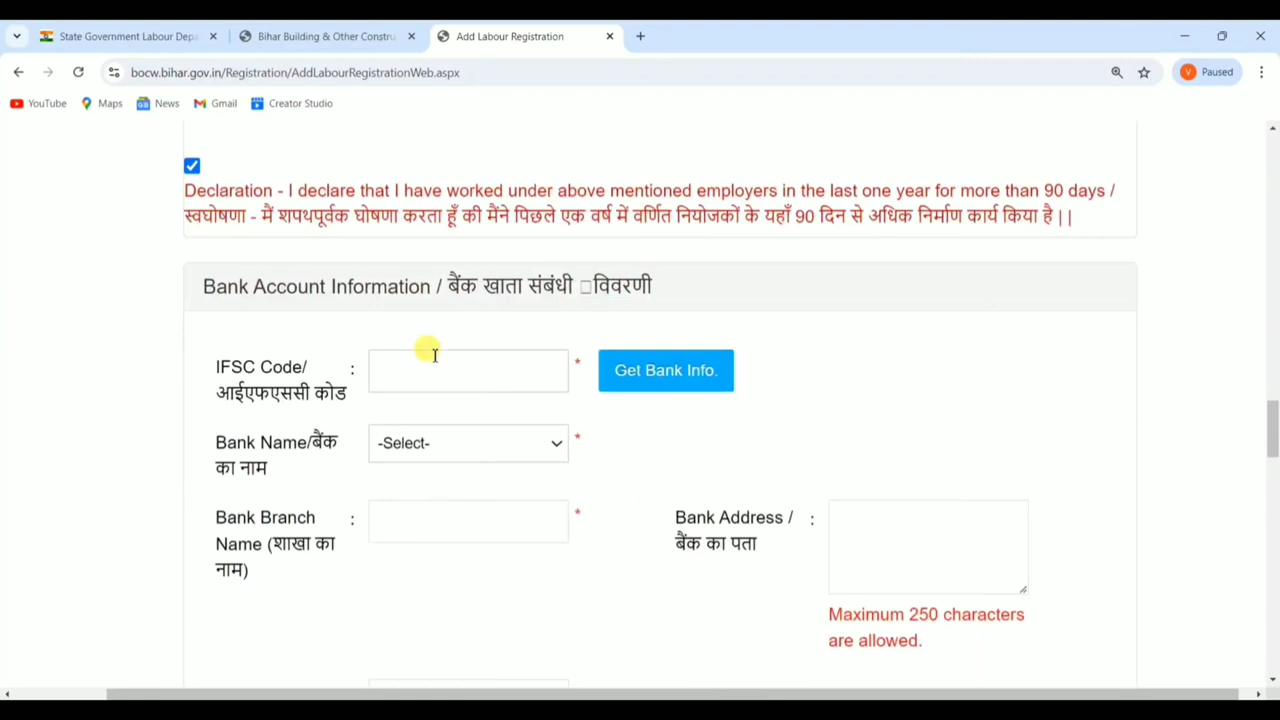 State Government Labour Depa
Bihar Building & Other Constru
Add Labour Registration
bocw.bihar.gov.in/Registration/AddLabourRegistrationWeb.aspx
V Paused
YouTube Maps News Gmail Creator Studio
Declaration - I declare that I have worked under above mentioned employers in the last one year for more than 90 days /
स्वघोषणा - मैं शपथपूर्वक घोषणा करता हूँ की मैंने पिछले एक वर्ष में वर्णित नियोजकों के यहाँ 90 दिन से अधिक निर्माण कार्य किया है | |
Bank Account Information / बैंक खाता संबंधी विवरणी
IFSC Code/ :
आईएफएससी कोड
*
Get Bank Info.
Bank Name/बैंक
का नाम
-Select-
*
Bank Branch :
Name (शाखा का
नाम)
*
Bank Address / :
बैंक का पता
Maximum 250 characters
are allowed.